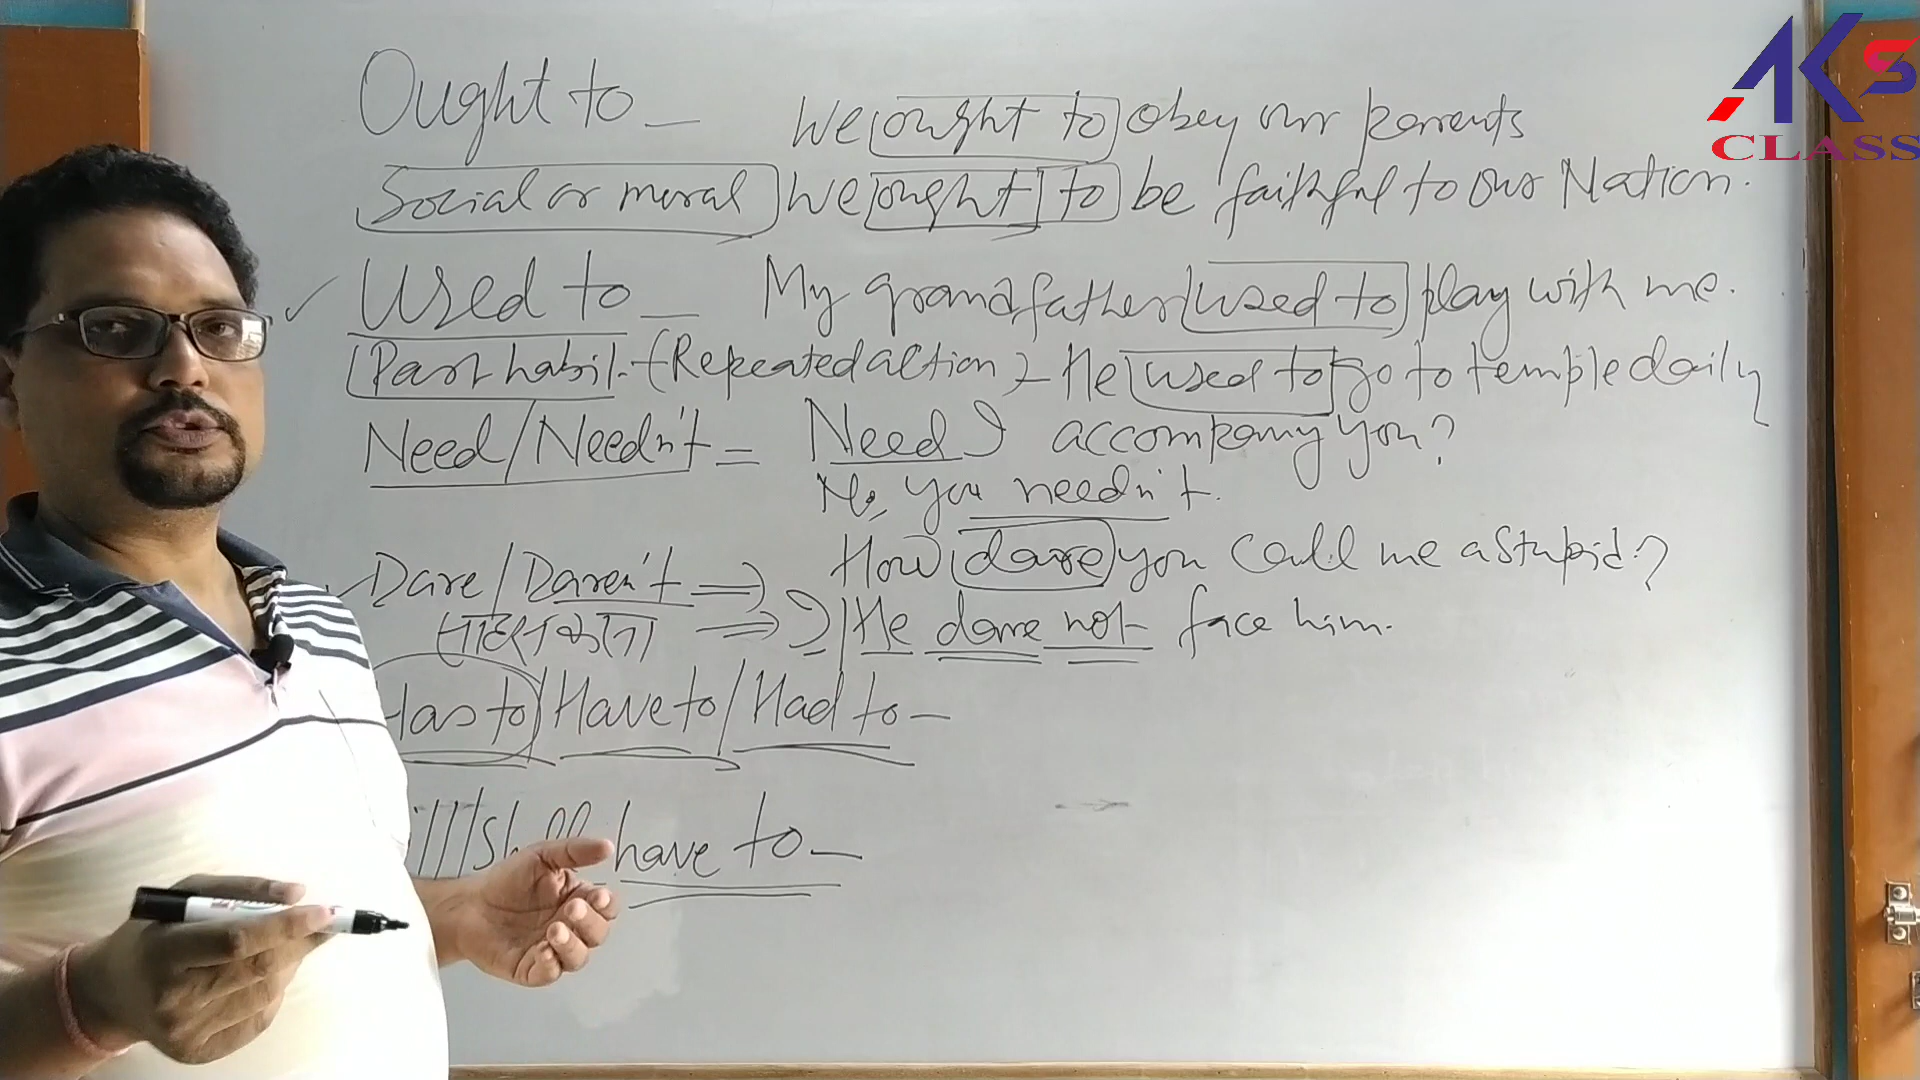 Ought to _ We ought to obey our parents
Social or moral We ought to be faithful to our Nation.
Used to _ My grandfather used to play with me.
Past habit - (Repeated action) - He used to go to temple daily
Need/Needn't = Need I accompany you?
No, you needn't.
Dare/Daren't ⇒ How dare you call me a stupid?
⇒ He dare not face him.
Has to/Have to/Had to -
Shall have to -
AKS
CLASS